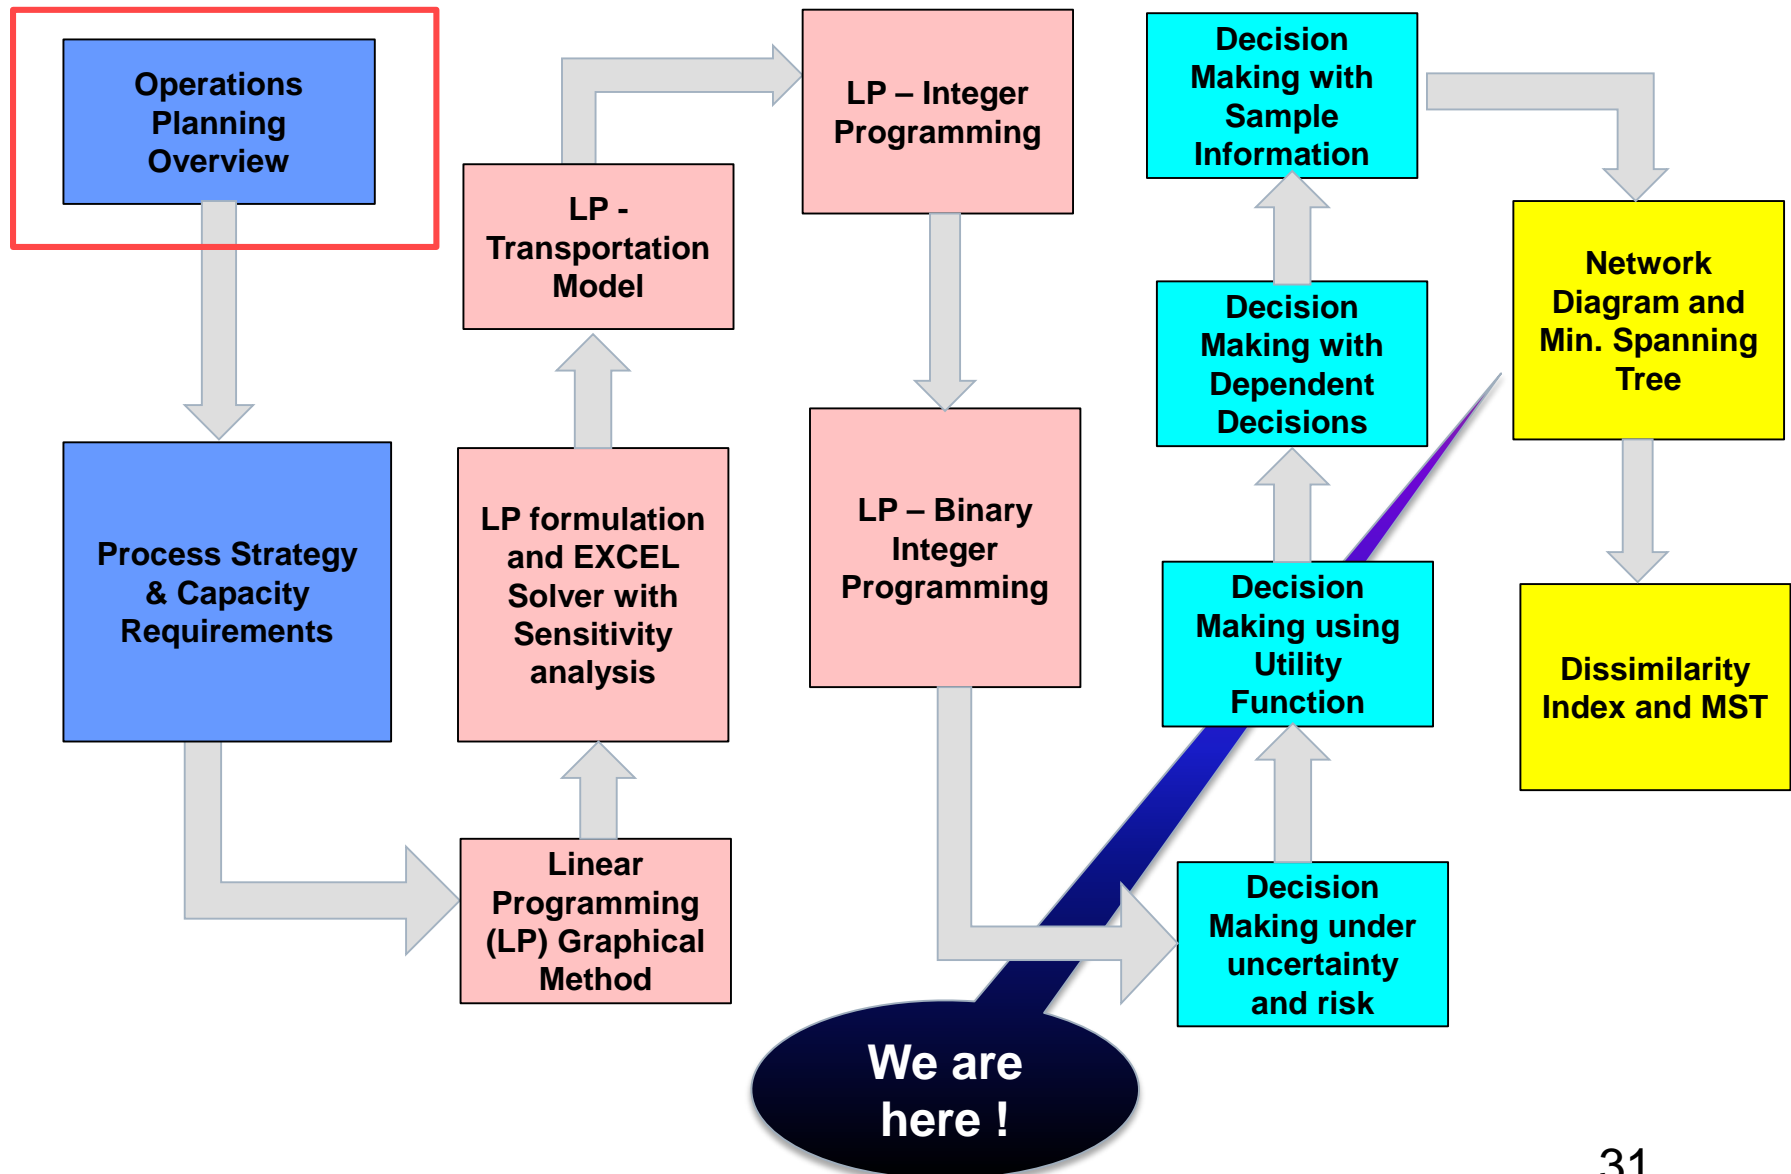 Operations
Planning
Overview
Process Strategy
& Capacity
Requirements
Linear
Programming
(LP) Graphical
Method
LP formulation
and EXCEL
Solver with
Sensitivity
analysis
LP -
Transportation
Model
LP – Integer
Programming
LP – Binary
Integer
Programming
Decision
Making under
uncertainty
and risk
Decision
Making using
Utility
Function
Decision
Making with
Dependent
Decisions
Decision
Making with
Sample
Information
Network
Diagram and
Min. Spanning
Tree
Dissimilarity
Index and MST
We are
here !
31